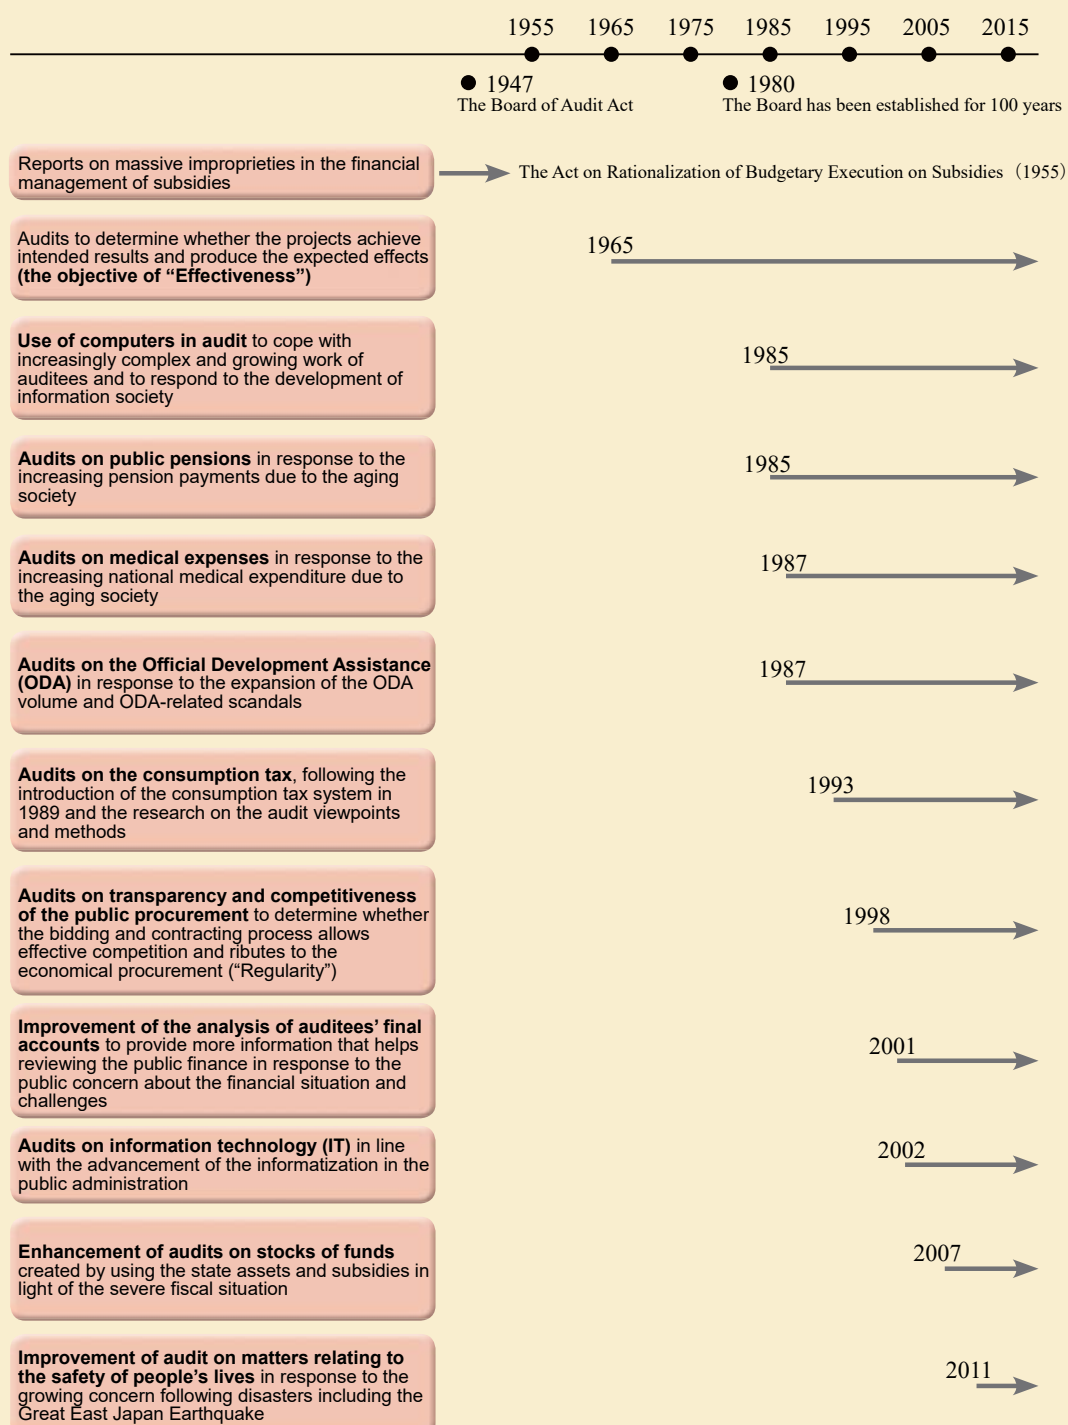 1955 1965 1975 1985 1995 2005 2015
1947
The Board of Audit Act
1980
The Board has been established for 100 years
Reports on massive improprieties in the financial
management of subsidies
The Act on Rationalization of Budgetary Execution on Subsidies（1955）
Audits to determine whether the projects achieve
intended results and produce the expected effects
(the objective of “Effectiveness”)
1965
Use of computers in audit to cope with
increasingly complex and growing work of
auditees and to respond to the development of
information society
1985
Audits on public pensions in response to the
increasing pension payments due to the aging
society
1985
Audits on medical expenses in response to the
increasing national medical expenditure due to
the aging society
1987
Audits on the Official Development Assistance
(ODA) in response to the expansion of the ODA
volume and ODA-related scandals
1987
Audits on the consumption tax, following the
introduction of the consumption tax system in
1989 and the research on the audit viewpoints
and methods
1993
Audits on transparency and competitiveness
of the public procurement to determine whether
the bidding and contracting process allows
effective competition and ributes to the
economical procurement (“Regularity”)
1998
Improvement of the analysis of auditees’ final
accounts to provide more information that helps
reviewing the public finance in response to the
public concern about the financial situation and
challenges
2001
Audits on information technology (IT) in line
with the advancement of the informatization in the
public administration
2002
Enhancement of audits on stocks of funds
created by using the state assets and subsidies in
light of the severe fiscal situation
2007
Improvement of audit on matters relating to
the safety of people’s lives in response to the
growing concern following disasters including the
Great East Japan Earthquake
2011